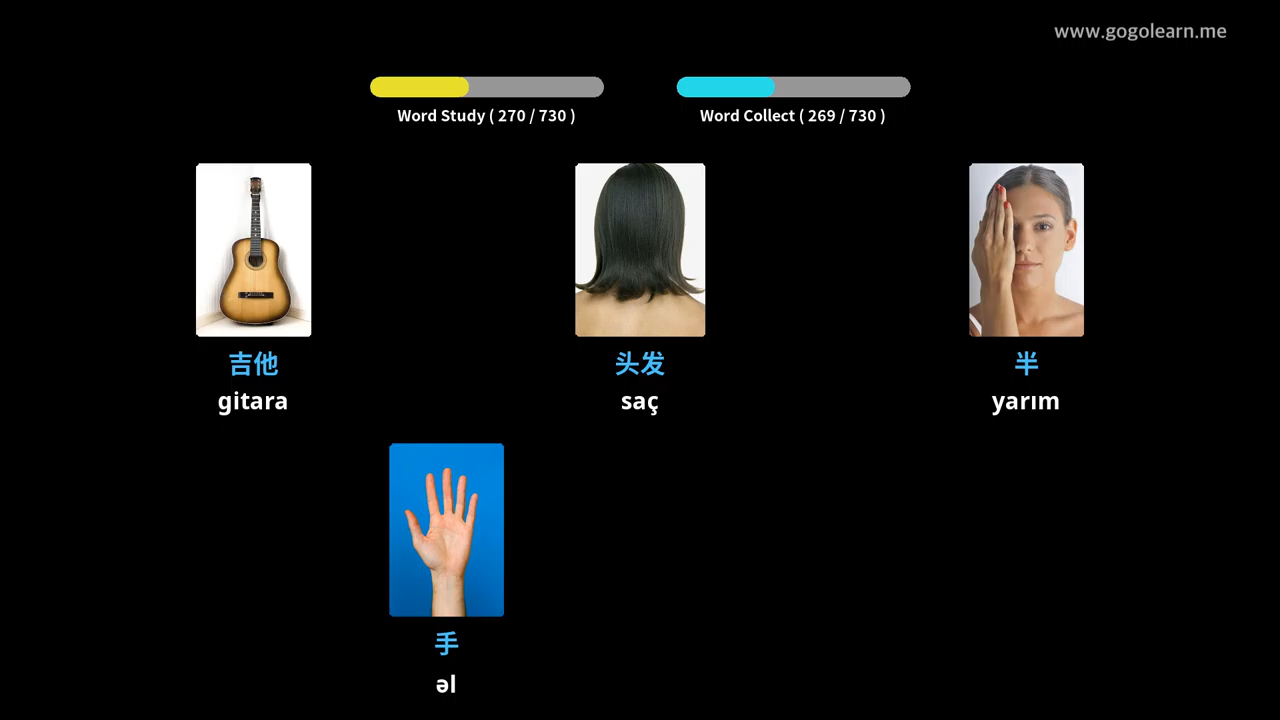 www.gogolearn.me
Word Study ( 270 / 730 )
Word Collect ( 269 / 730 )
吉他
gitara
头发
saç
半
yarım
手
əl